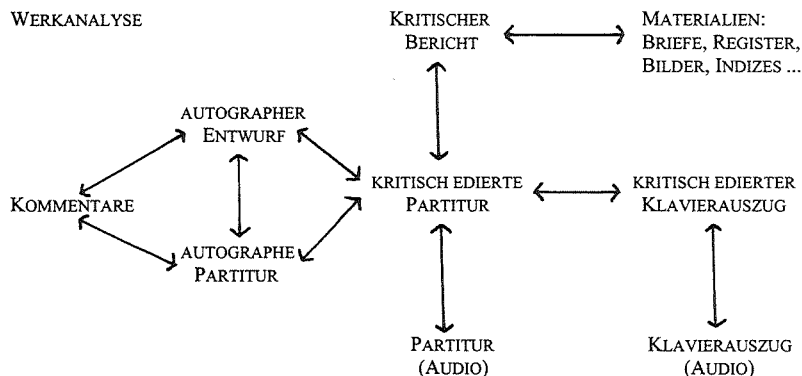 WERKANALYSE
KRITISCHER
BERICHT
MATERIALIEN:
BRIEFE, REGISTER,
BILDER, INDIZES ...
AUTOGRAPHER
ENTWURF
KOMMENTARE
KRITISCH EDIERTE
PARTITUR
KRITISCH EDIERTER
KLAVIERAUSZUG
AUTOGRAPHE
PARTITUR
PARTITUR
(AUDIO)
KLAVIERAUSZUG
(AUDIO)